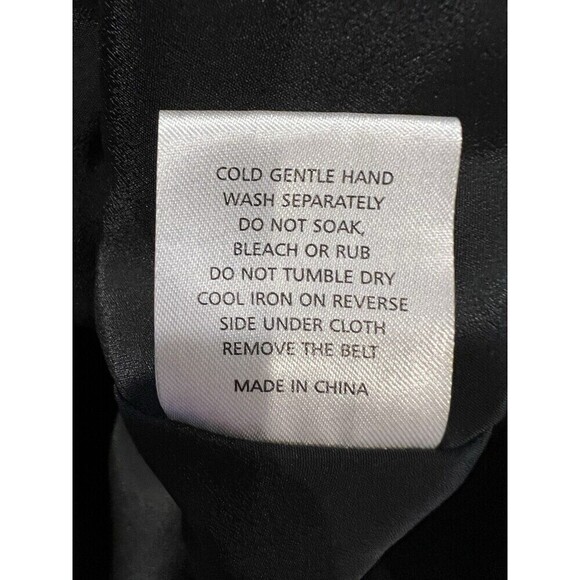 COLD GENTLE HAND
WASH SEPARATELY
DO NOT SOAK,
BLEACH OR RUB
DO NOT TUMBLE DRY
COOL IRON ON REVERSE
SIDE UNDER CLOTH
REMOVE THE BELT
MADE IN CHINA